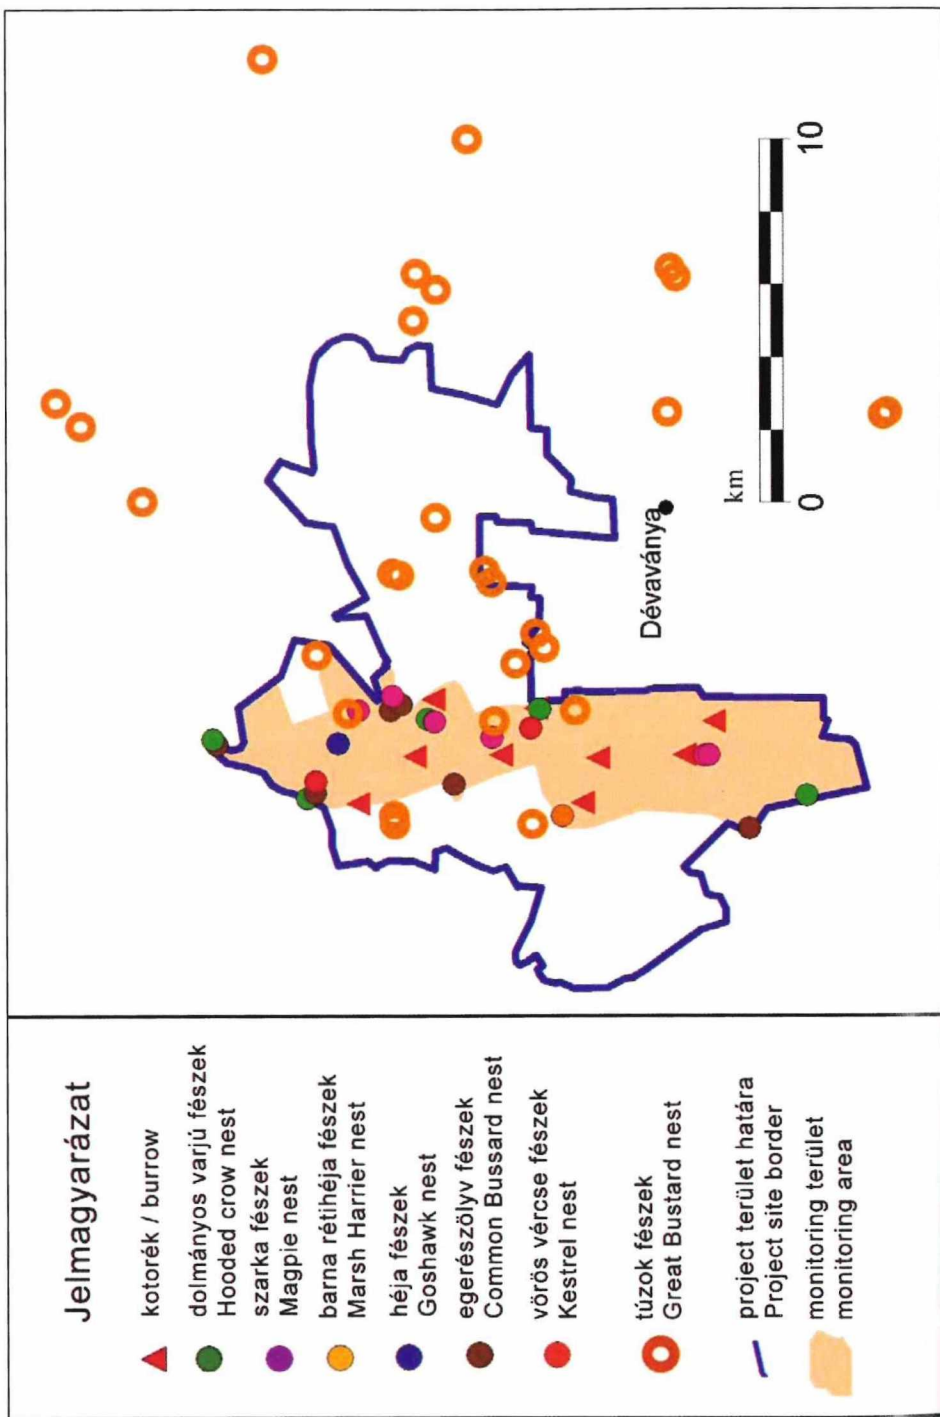 Jelmagyarázat
kotorék / burrow
dolmányos varjú fészek
Hooded crow nest
szarka fészek
Magpie nest
barna rétihéja fészek
Marsh Harrier nest
héja fészek
Goshawk nest
egerészölyv fészek
Common Bussard nest
vörös vércse fészek
Kestrel nest
túzok fészek
Great Bustard nest
project terület határa
Project site border
monitoring terület
monitoring area
Dévaványa
km
0 10